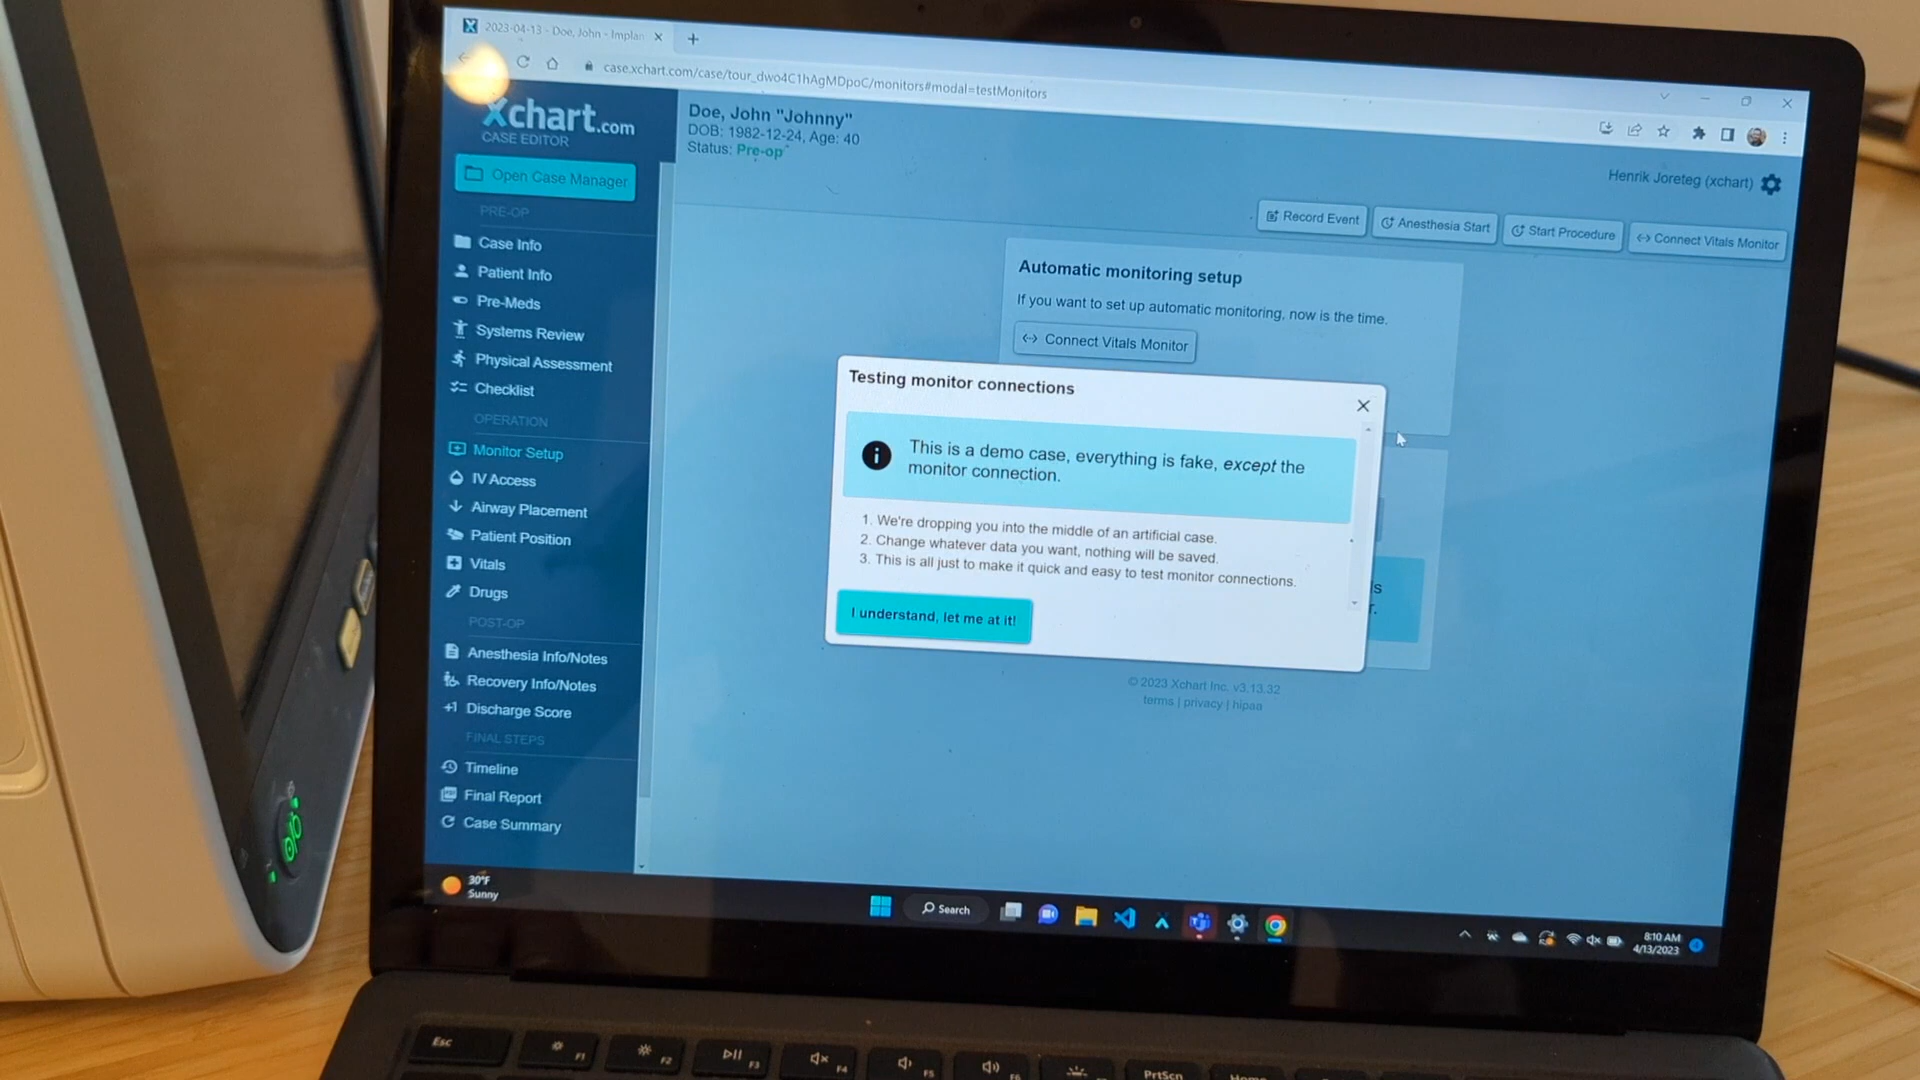 2023-04-13 - Doe, John - Implan
case.xchart.com/case/tour_dwo4C1hAgMDpoC/monitors#modal=testMonitors
Xchart.com
CASE EDITOR
Open Case Manager
PRE-OP
Case Info
Patient Info
Pre-Meds
Systems Review
Physical Assessment
Checklist
OPERATION
Monitor Setup
IV Access
Airway Placement
Patient Position
Vitals
Drugs
POST-OP
Anesthesia Info/Notes
Recovery Info/Notes
+1 Discharge Score
FINAL STEPS
Timeline
Final Report
Case Summary
Doe, John "Johnny"
DOB: 1982-12-24, Age: 40
Status: Pre-op
Henrik Joreteg (xchart)
Record Event
Anesthesia Start
Start Procedure
Connect Vitals Monitor
Automatic monitoring setup
If you want to set up automatic monitoring, now is the time.
Connect Vitals Monitor
Testing monitor connections
This is a demo case, everything is fake, except the
monitor connection.
1. We're dropping you into the middle of an artificial case.
2. Change whatever data you want, nothing will be saved.
3. This is all just to make it quick and easy to test monitor connections.
I understand, let me at it!
© 2023 Xchart Inc. v3.13.32
terms | privacy | hipaa
30°F
Sunny
Search
8:10 AM
4/13/2023
Esc
F1
F2
F3
F4
F5
F6
PrtScn